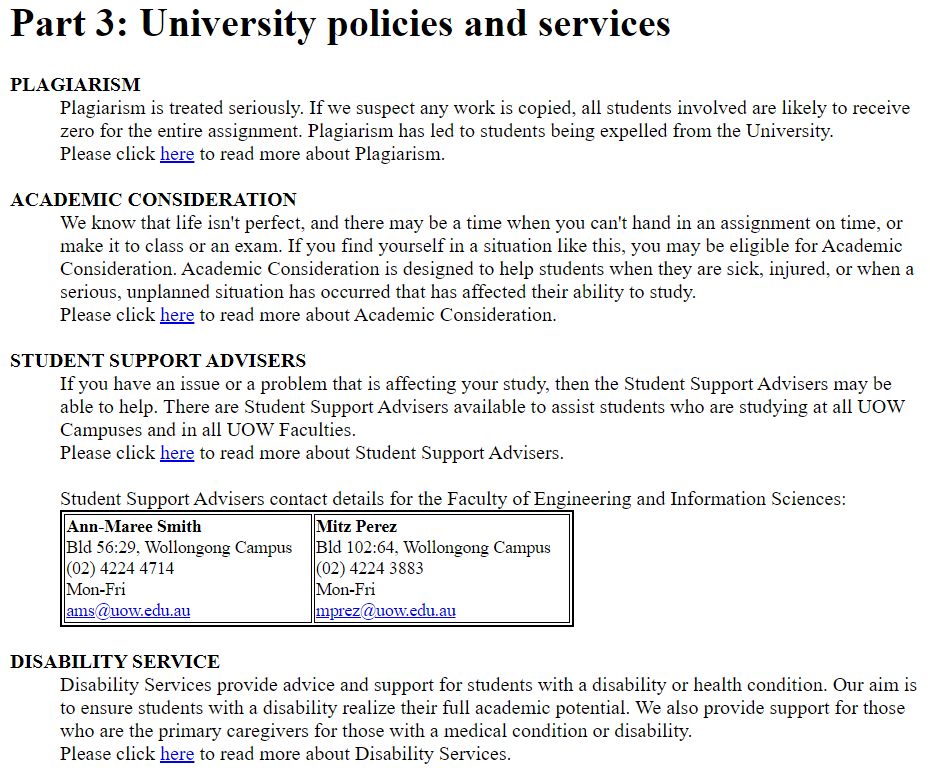 Part 3: University policies and services
PLAGIARISM
Plagiarism is treated seriously. If we suspect any work is copied, all students involved are likely to receive
zero for the entire assignment. Plagiarism has led to students being expelled from the University.
Please click here to read more about Plagiarism.
ACADEMIC CONSIDERATION
We know that life isn't perfect, and there may be a time when you can't hand in an assignment on time, or
make it to class or an exam. If you find yourself in a situation like this, you may be eligible for Academic
Consideration. Academic Consideration is designed to help students when they are sick, injured, or when a
serious, unplanned situation has occurred that has affected their ability to study.
Please click here to read more about Academic Consideration.
STUDENT SUPPORT ADVISERS
If you have an issue or a problem that is affecting your study, then the Student Support Advisers may be
able to help. There are Student Support Advisers available to assist students who are studying at all UOW
Campuses and in all UOW Faculties.
Please click here to read more about Student Support Advisers.
Student Support Advisers contact details for the Faculty of Engineering and Information Sciences:
Ann-Maree Smith
Bld 56:29, Wollongong Campus
(02) 4224 4714
Mon-Fri
ams@uow.edu.au
Mitz Perez
Bld 102:64, Wollongong Campus
(02) 4224 3883
Mon-Fri
mprez@uow.edu.au
DISABILITY SERVICE
Disability Services provide advice and support for students with a disability or health condition. Our aim is
to ensure students with a disability realize their full academic potential. We also provide support for those
who are the primary caregivers for those with a medical condition or disability.
Please click here to read more about Disability Services.